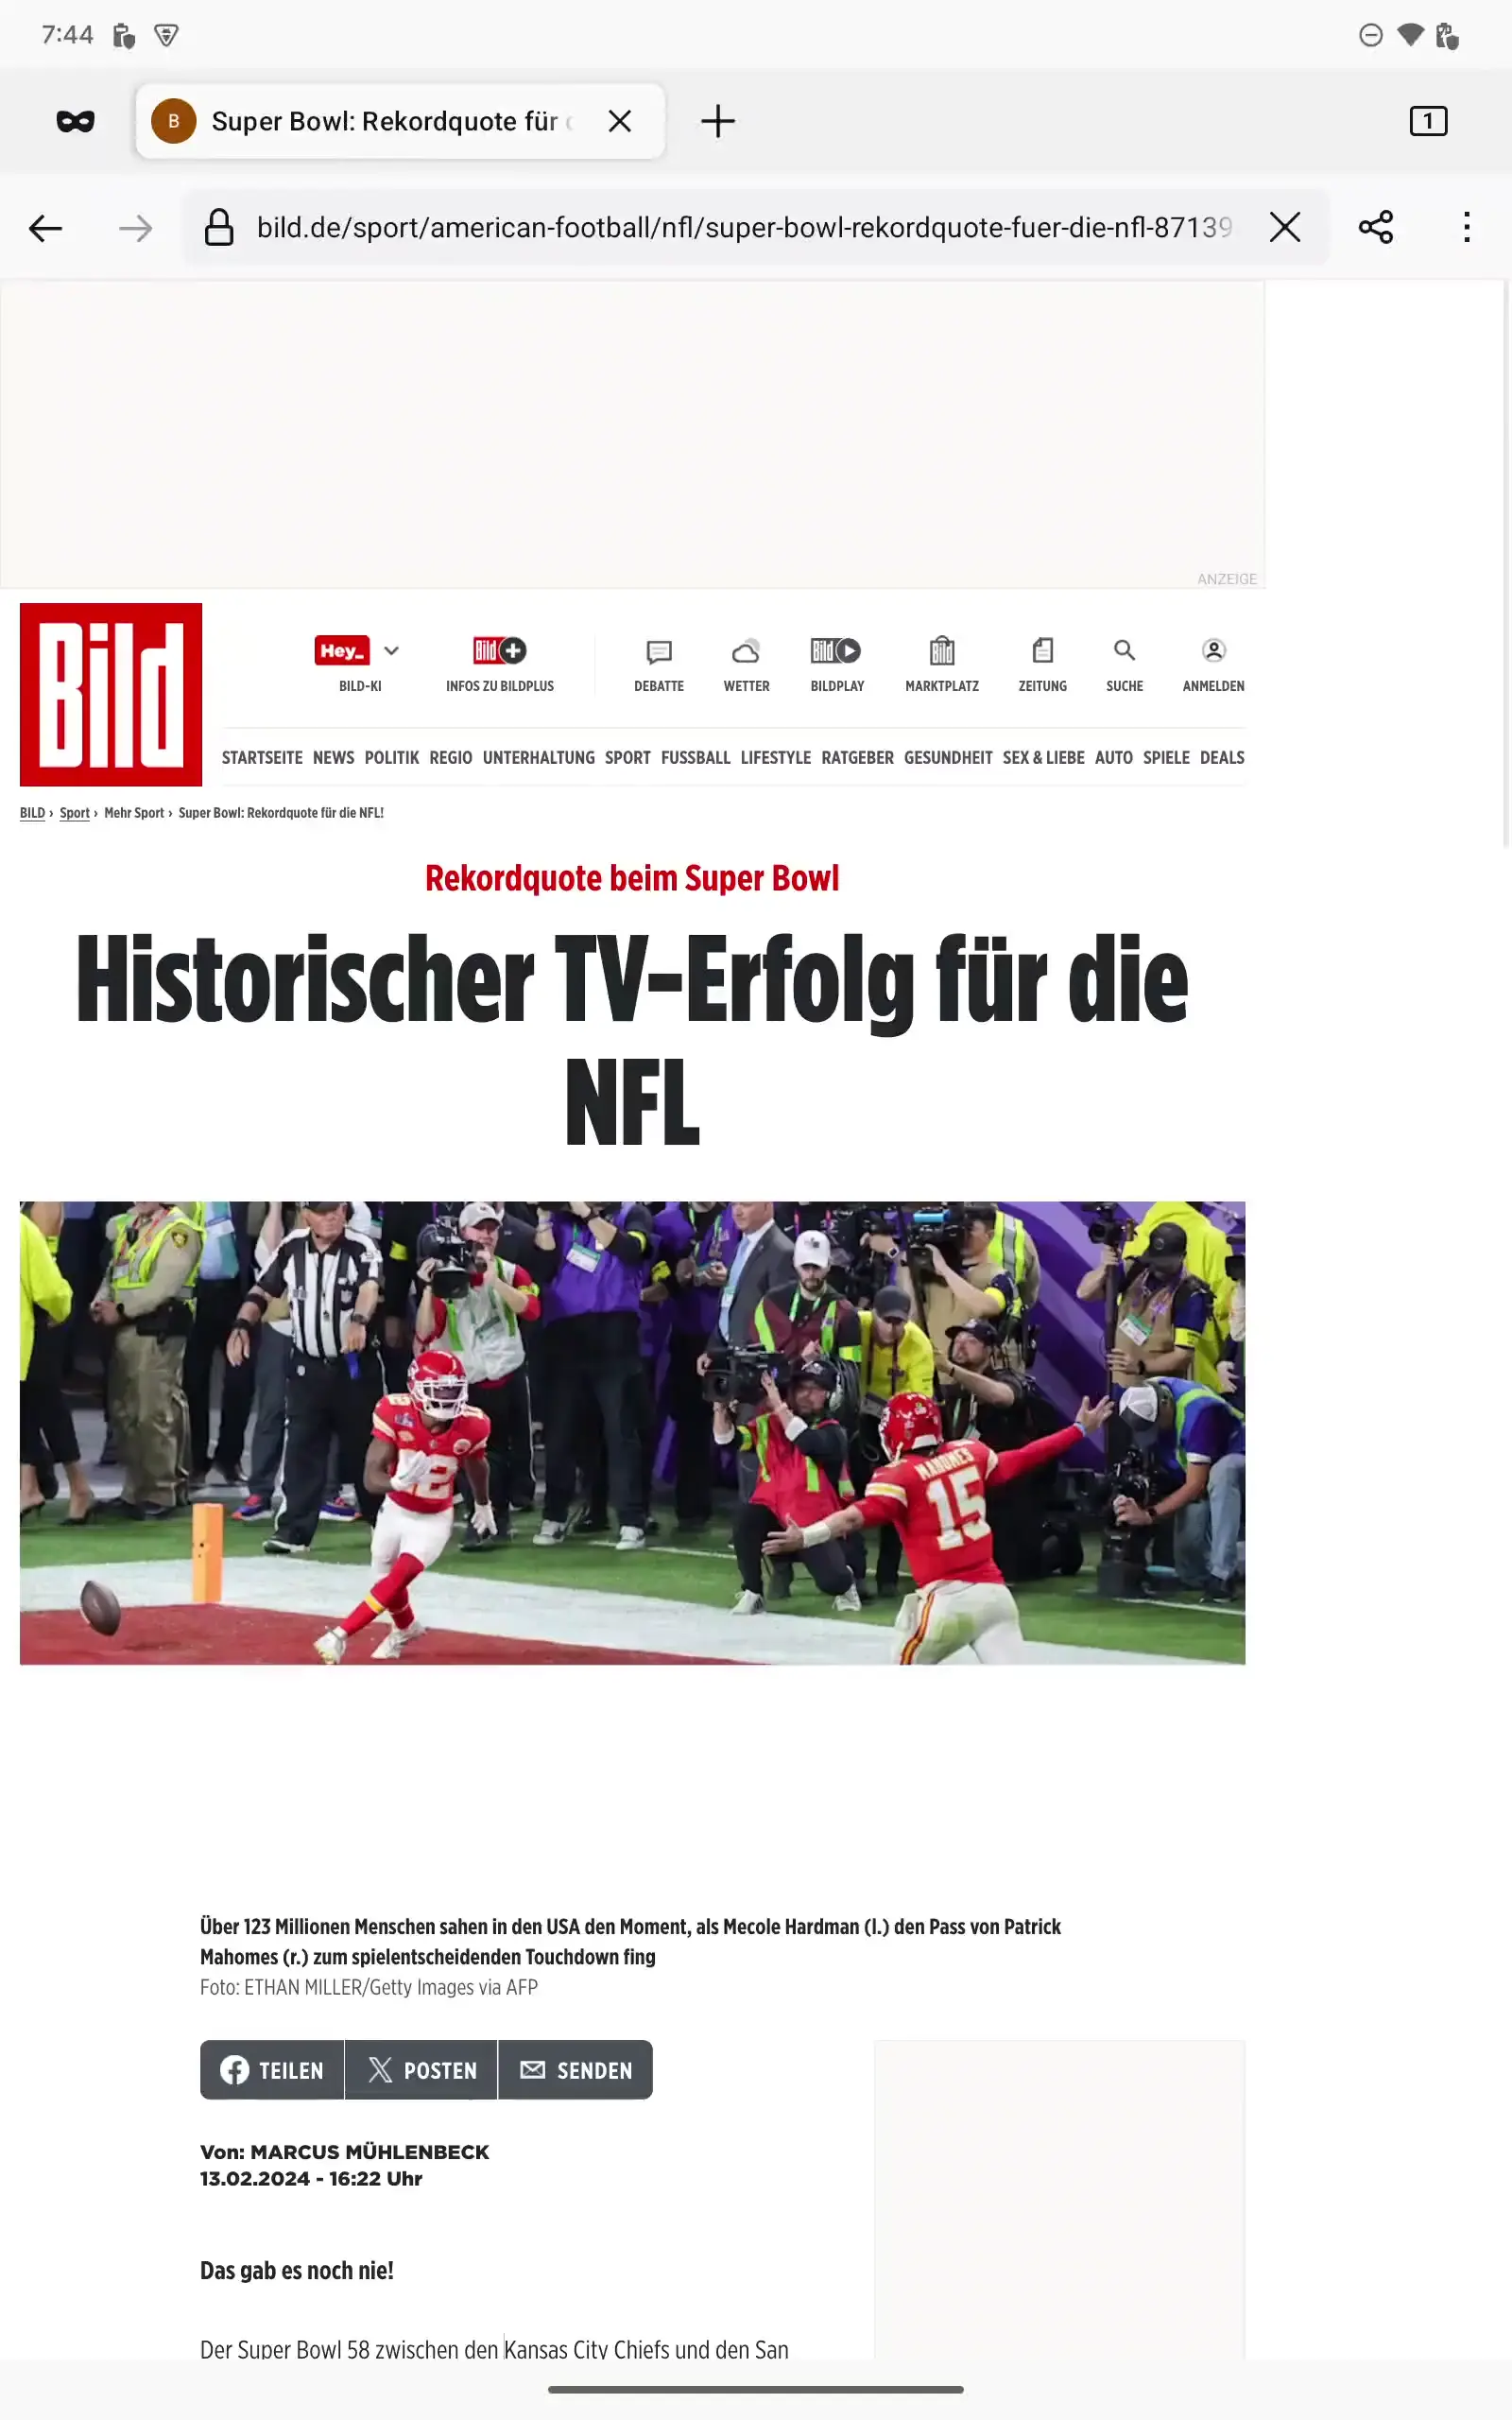 7:44
B Super Bowl: Rekordquote für
1
bild.de/sport/american-football/nfl/super-bowl-rekordquote-fuer-die-nfl-87139
ANZEIGE
Bild
Hey_
Bild
Bild
Bild
BILD-KI INFOS ZU BILDPLUS DEBATTE WETTER BILDPLAY MARKTPLATZ ZEITUNG SUCHE ANMELDEN
STARTSEITE NEWS POLITIK REGIO UNTERHALTUNG SPORT FUSSBALL LIFESTYLE RATGEBER GESUNDHEIT SEX & LIEBE AUTO SPIELE DEALS
BILD › Sport › Mehr Sport › Super Bowl: Rekordquote für die NFL!
Rekordquote beim Super Bowl
Historischer TV-Erfolg für die
NFL
MAHOMES
15
Über 123 Millionen Menschen sahen in den USA den Moment, als Mecole Hardman (l.) den Pass von Patrick
Mahomes (r.) zum spielentscheidenden Touchdown fing
Foto: ETHAN MILLER/Getty Images via AFP
TEILEN POSTEN SENDEN
Von: MARCUS MÜHLENBECK
13.02.2024 - 16:22 Uhr
Das gab es noch nie!
Der Super Bowl 58 zwischen den Kansas City Chiefs und den San